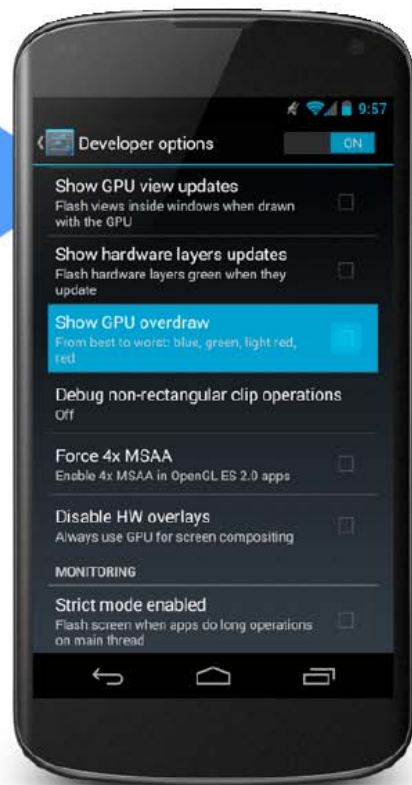 9:57
Developer options
ON
Show GPU view updates
Flash views inside windows when drawn
with the GPU
Show hardware layers updates
Flash hardware layers green when they
update
Show GPU overdraw
From best to worst: blue, green, light red,
red
Debug non-rectangular clip operations
Off
Force 4x MSAA
Enable 4x MSAA in OpenGL ES 2.0 apps
Disable HW overlays
Always use GPU for screen compositing
MONITORING
Strict mode enabled
Flash screen when apps do long operations
on main thread